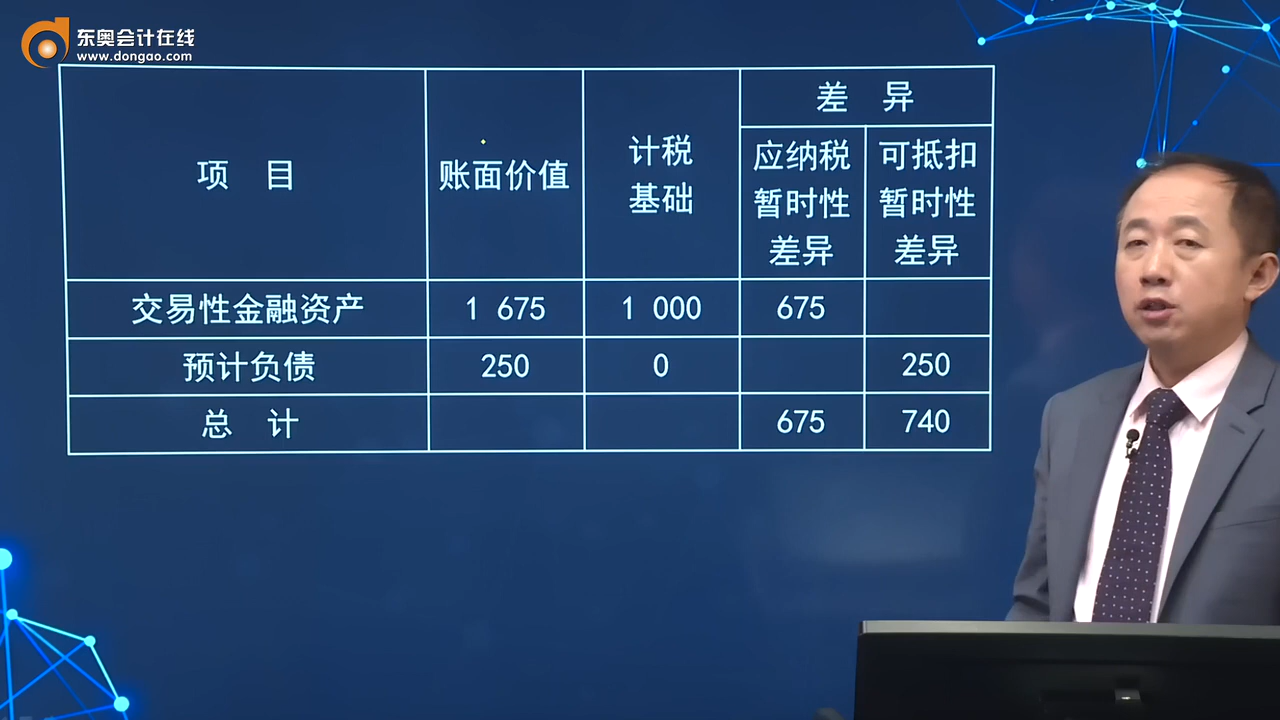 东奥会计在线
www.dongao.com
项 目
账面价值
计税
基础
差 异
应纳税
暂时性
差异
可抵扣
暂时性
差异
交易性金融资产
1 675
1 000
675
预计负债
250
0
250
总 计
675
740